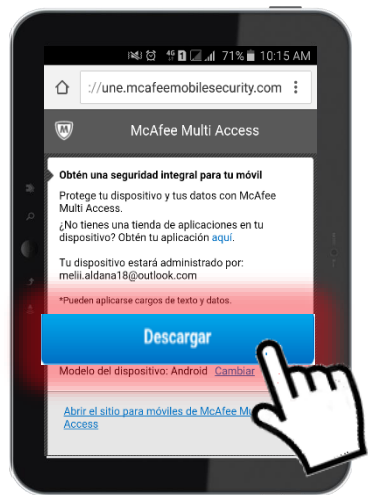 4G 1 71% 10:15 AM
://une.mcafeemobilesecurity.com
M McAfee Multi Access
Obtén una seguridad integral para tu móvil
Protege tu dispositivo y tus datos con McAfee
Multi Access.
¿No tienes una tienda de aplicaciones en tu
dispositivo? Obtén tu aplicación aquí.
Tu dispositivo estará administrado por:
melii.aldana18@outlook.com
*Pueden aplicarse cargos de texto y datos.
Descargar
Modelo del dispositivo: Android Cambiar
Abrir el sitio para móviles de McAfee
Access